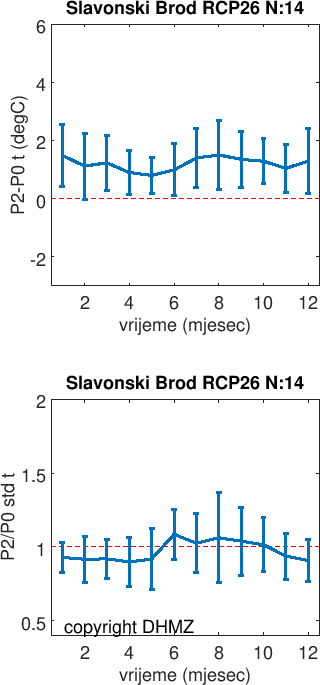 Slavonski Brod RCP26 N:14
6
4
2
0
-2
P2-P0 t (degC)
2 4 6 8 10 12
vrijeme (mjesec)
Slavonski Brod RCP26 N:14
2
1.5
1
0.5
P2/P0 std t
copyright DHMZ
2 4 6 8 10 12
vrijeme (mjesec)